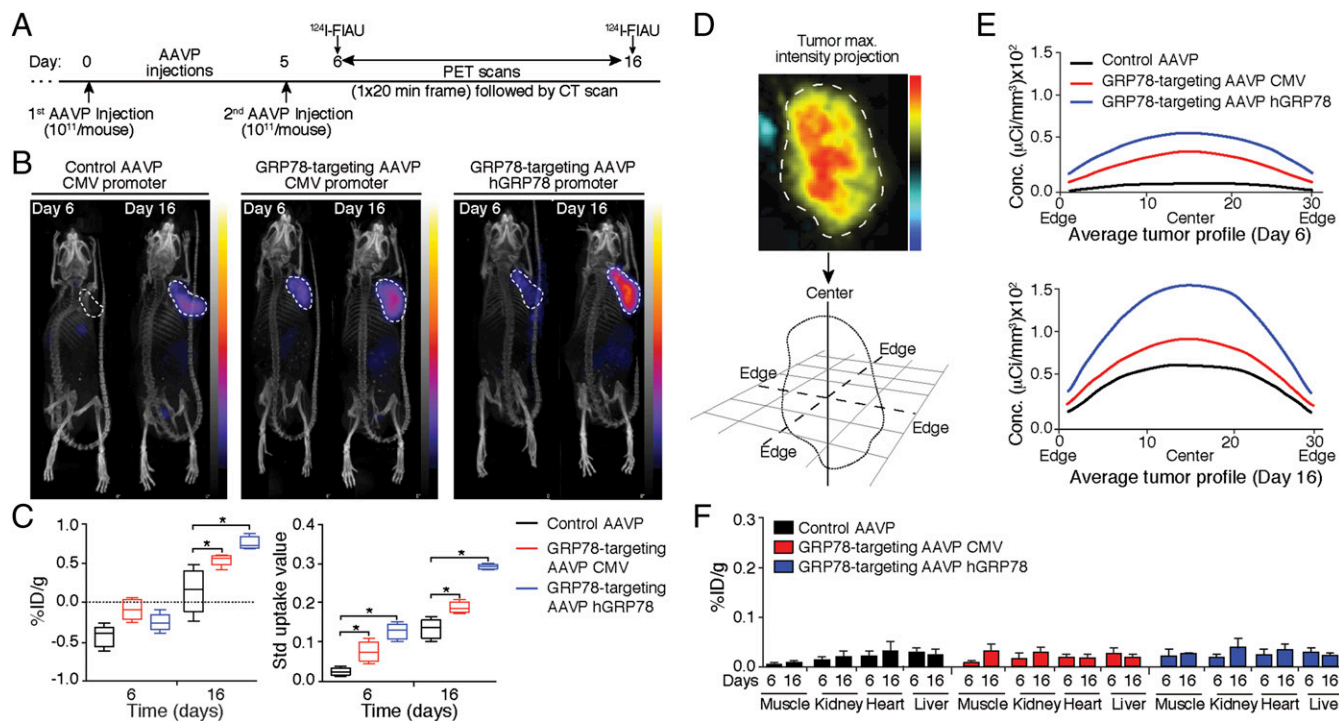 A
Day:
0
AAVP
injections
5
¹²⁴I-FIAU
6
PET scans
(1x20 min frame) followed by CT scan
¹²⁴I-FIAU
16
1ˢᵗ AAVP Injection
(10¹¹/mouse)
2ⁿᵈ AAVP Injection
(10¹¹/mouse)
B
Control AAVP
CMV promoter
GRP78-targeting AAVP
CMV promoter
GRP78-targeting AAVP
hGRP78 promoter
Day 6 Day 16
Day 6 Day 16
Day 6 Day 16
C
%ID/g
1.0
0.5
0.0
-0.5
-1.0
* *
6 16
Time (days)
Std uptake value
0.4
0.3
0.2
0.1
0.0
* * * *
6 16
Time (days)
Control AAVP
GRP78-targeting
AAVP CMV
GRP78-targeting
AAVP hGRP78
D
Tumor max.
intensity projection
Center
Edge
Edge
Edge
Edge
E
Control AAVP
GRP78-targeting AAVP CMV
GRP78-targeting AAVP hGRP78
Conc. (µCi/mm³)x10²
1.5
1.0
0.5
0.0
10 20 30
Edge Center Edge
Average tumor profile (Day 6)
Conc. (µCi/mm³)x10²
1.5
1.0
0.5
0.0
10 20 30
Edge Center Edge
Average tumor profile (Day 16)
F
%ID/g
0.3
0.2
0.1
0.0
Control AAVP
GRP78-targeting AAVP CMV
GRP78-targeting AAVP hGRP78
Days 6 16 6 16 6 16 6 16 6 16 6 16 6 16 6 16 6 16 6 16 6 16 6 16
Muscle Kidney Heart Liver Muscle Kidney Heart Liver Muscle Kidney Heart Live